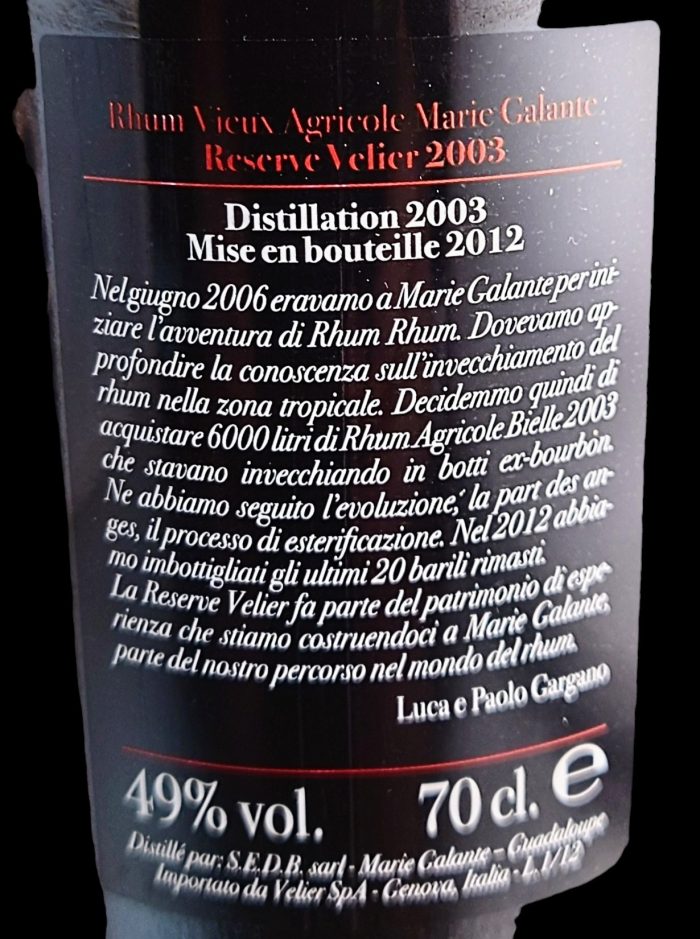 Rhum Vieux Agricole Marie Galante
Reserve Velier 2003
Distillation 2003
Mise en bouteille 2012
Nel giugno 2006 eravamo a Marie Galante per ini-
ziare l'avventura di Rhum Rhum. Dovevamo ap-
profondire la conoscenza sull'invecchiamento del
rhum nella zona tropicale. Decidemmo quindi di
acquistare 6000 litri di Rhum Agricole Bielle 2003
che stavano invecchiando in botti ex-bourbon.
Ne abbiamo seguito l'evoluzione, la part des an-
ges, il processo di esterificazione. Nel 2012 abbia-
mo imbottigliati gli ultimi 20 barili rimasti.
La Reserve Velier fa parte del patrimonio di espe-
rienza che stiamo costruendoci a Marie Galante,
parte del nostro percorso nel mondo del rhum.
Luca e Paolo Gargano
49% vol. 70 cl. e
Distillé par: S.E.D.B. sarl - Marie Galante – Guadaloupe
Importato da Velier SpA - Genova, Italia - L. 1/12